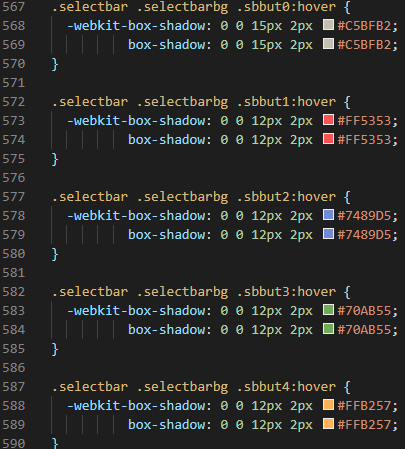 567 .selectbar .selectbarbg .sbbut0:hover {
568 -webkit-box-shadow: 0 0 15px 2px #C5BFB2;
569 box-shadow: 0 0 15px 2px #C5BFB2;
570 }
571
572 .selectbar .selectbarbg .sbbut1:hover {
573 -webkit-box-shadow: 0 0 12px 2px #FF5353;
574 box-shadow: 0 0 12px 2px #FF5353;
575 }
576
577 .selectbar .selectbarbg .sbbut2:hover {
578 -webkit-box-shadow: 0 0 12px 2px #7489D5;
579 box-shadow: 0 0 12px 2px #7489D5;
580 }
581
582 .selectbar .selectbarbg .sbbut3:hover {
583 -webkit-box-shadow: 0 0 12px 2px #70AB55;
584 box-shadow: 0 0 12px 2px #70AB55;
585 }
586
587 .selectbar .selectbarbg .sbbut4:hover {
588 -webkit-box-shadow: 0 0 12px 2px #FFB257;
589 box-shadow: 0 0 12px 2px #FFB257;
590 }